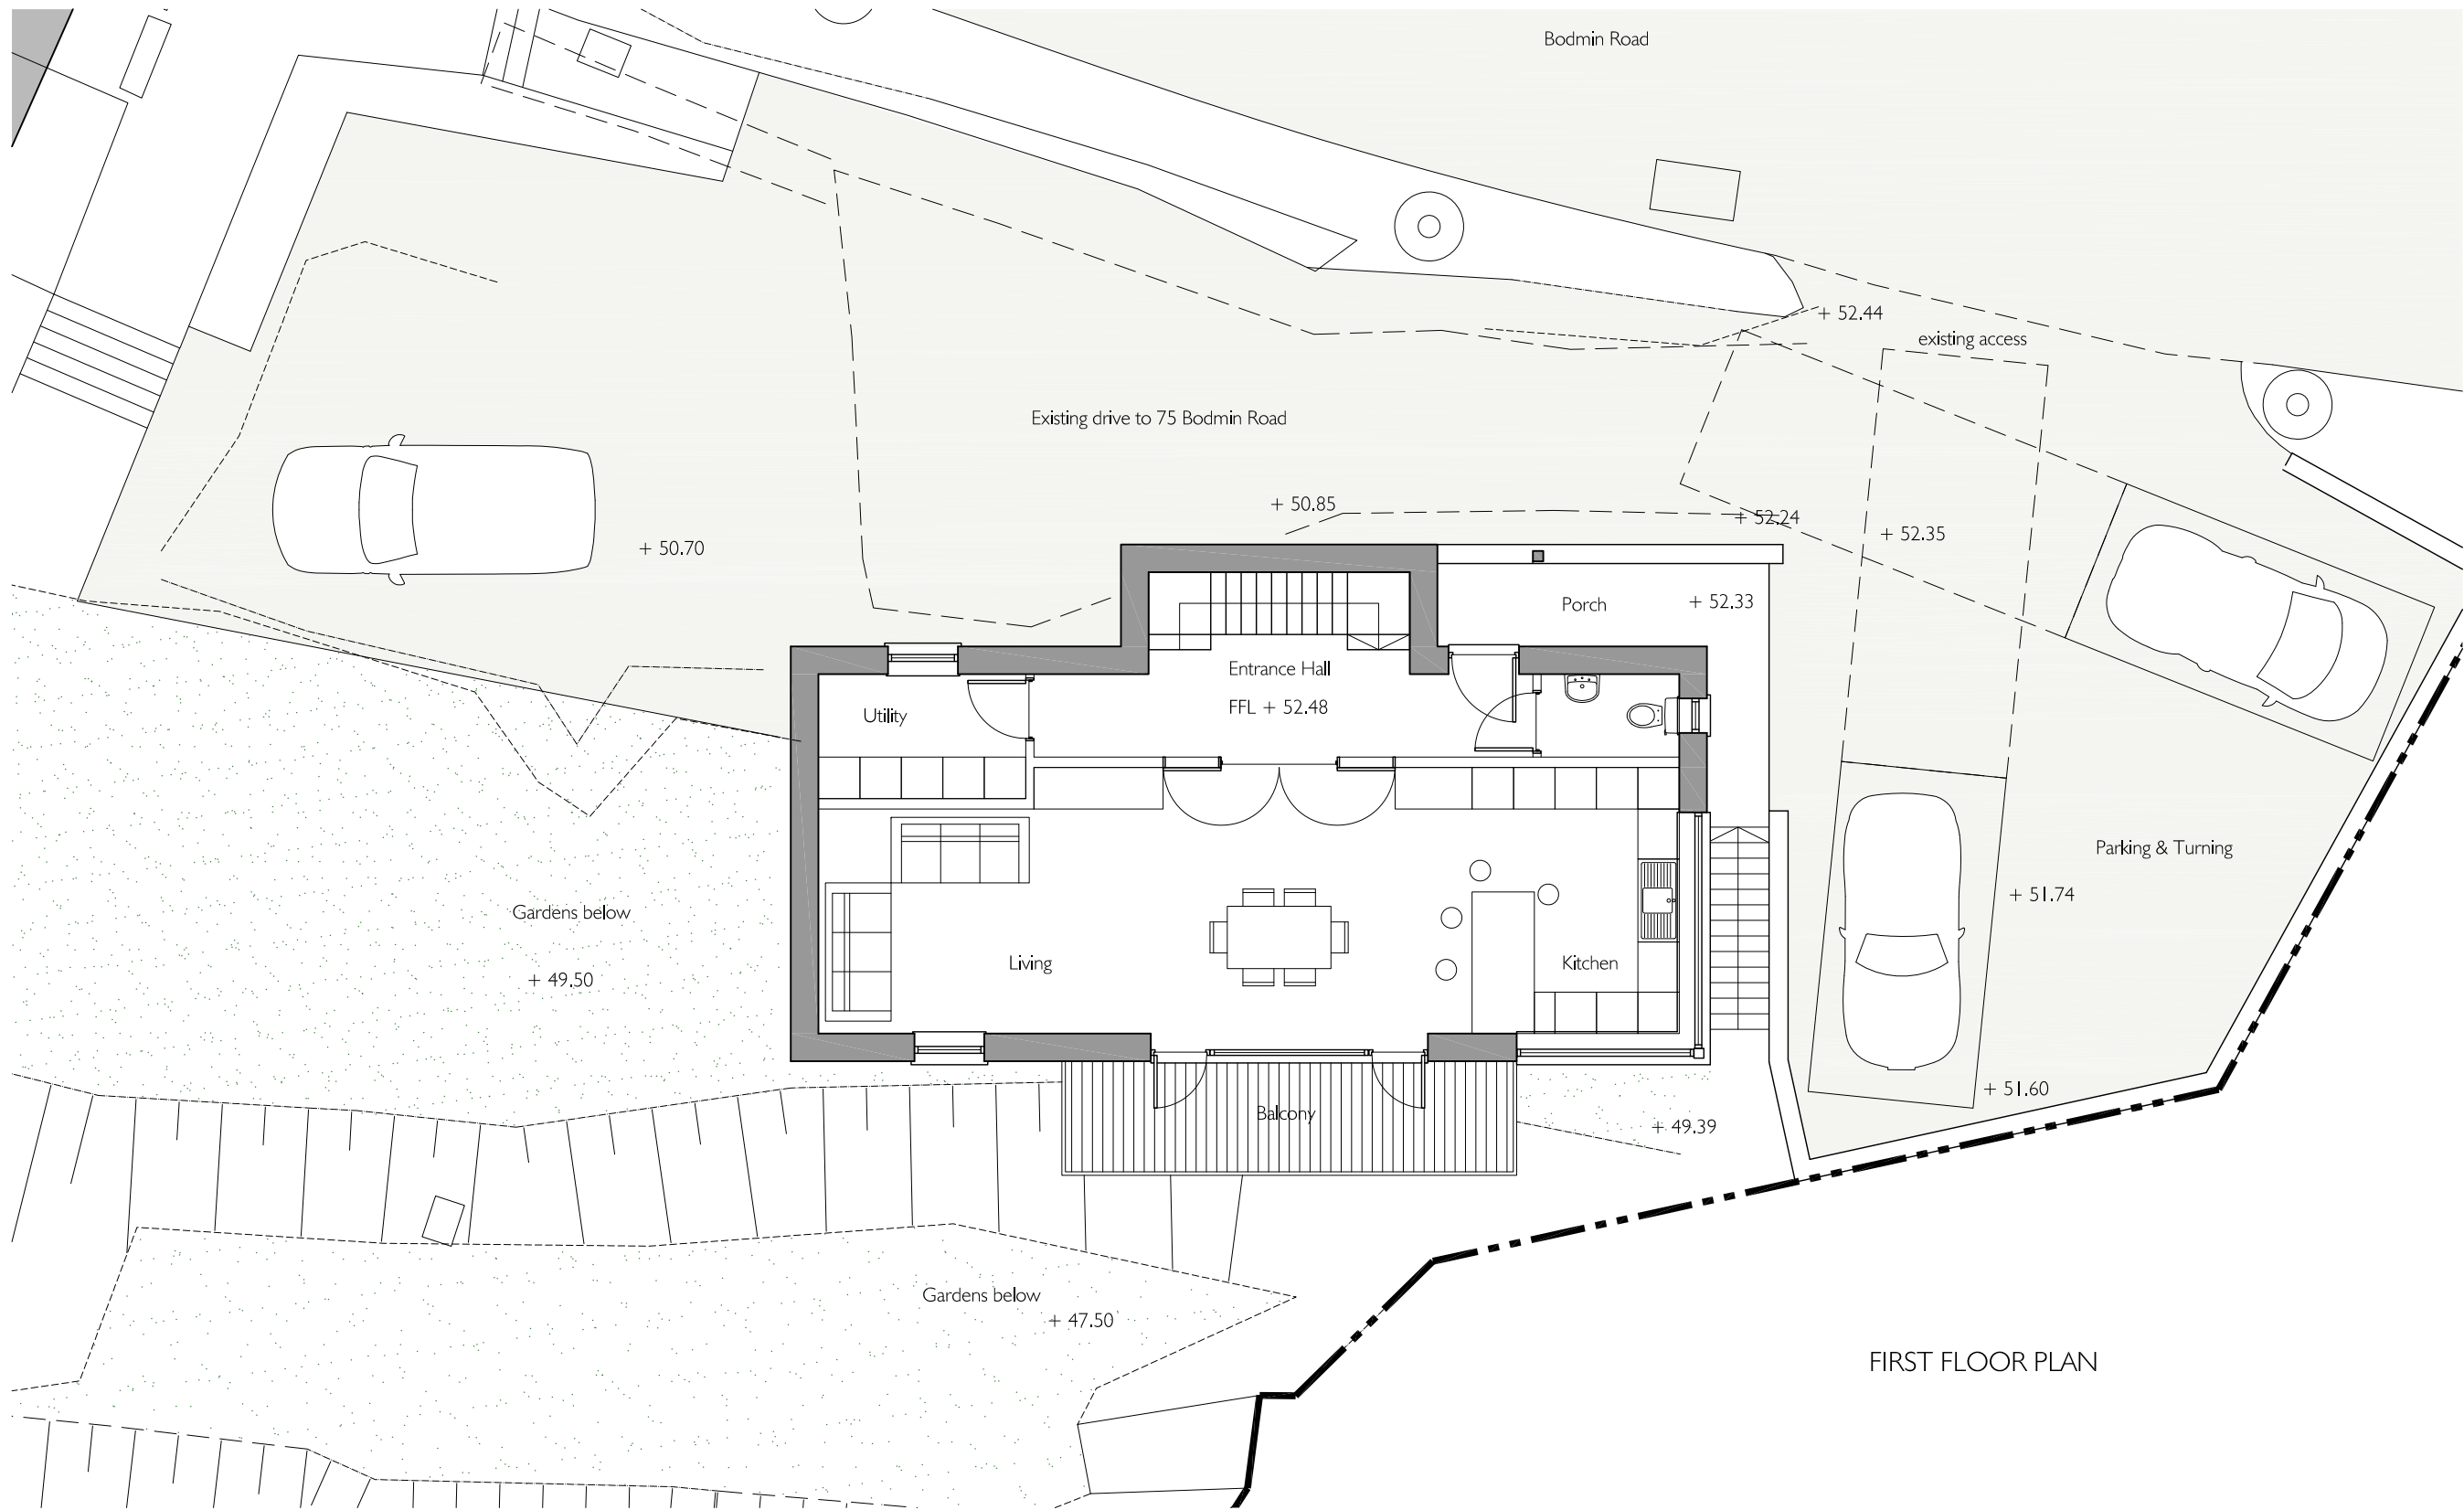 Bodmin Road
+ 52.44
existing access
Existing drive to 75 Bodmin Road
+ 50.85
+ 52.24
+ 52.35
+ 50.70
Porch
+ 52.33
Entrance Hall
FFL + 52.48
Utility
Parking & Turning
+ 51.74
Gardens below
+ 49.50
Living
Kitchen
+ 51.60
Balcony
+ 49.39
Gardens below
+ 47.50
FIRST FLOOR PLAN